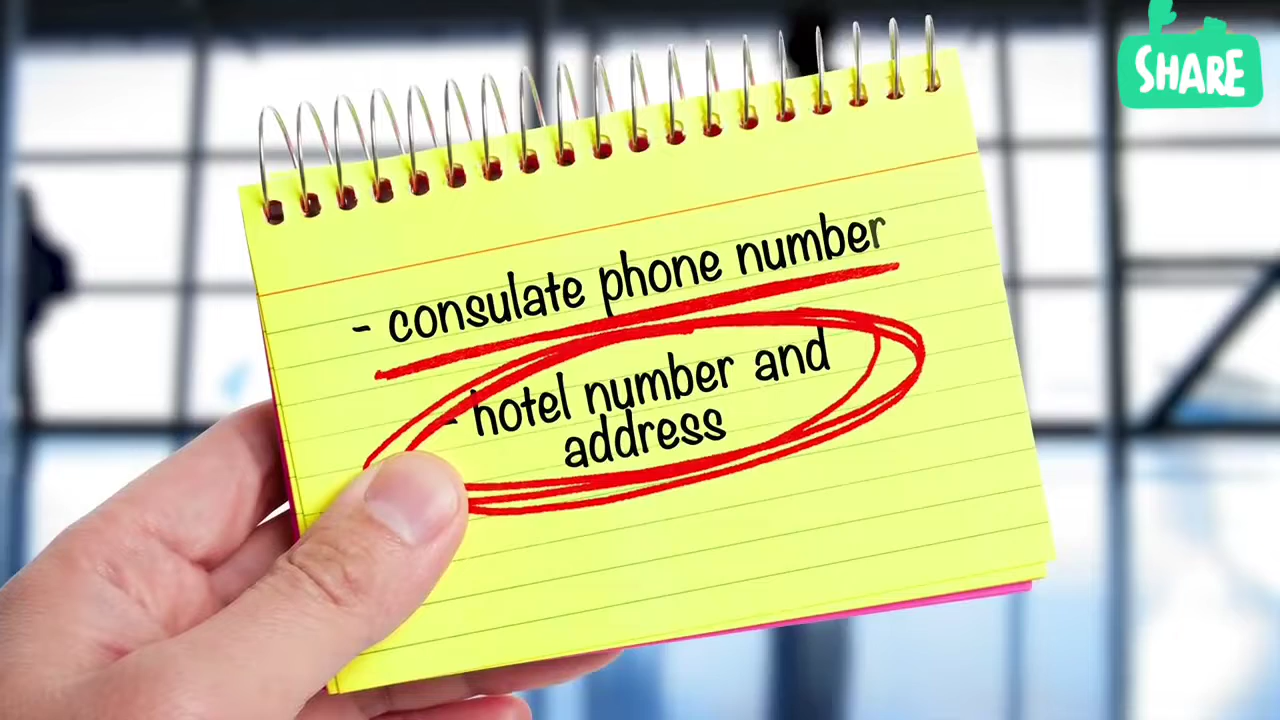 SHARE
- consulate phone number
- hotel number and
address